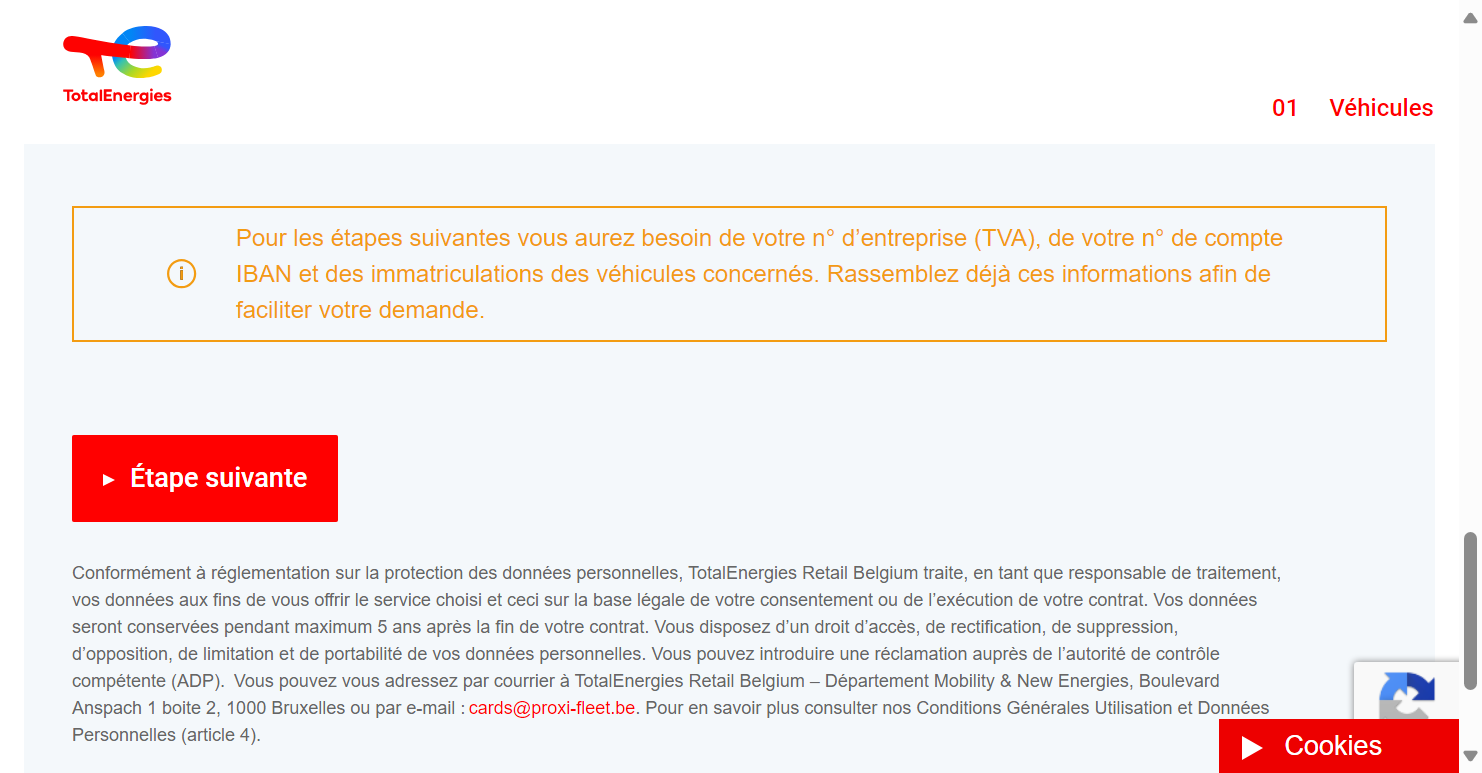 TotalEnergies
01 Véhicules
Pour les étapes suivantes vous aurez besoin de votre n° d’entreprise (TVA), de votre n° de compte
IBAN et des immatriculations des véhicules concernés. Rassemblez déjà ces informations afin de
faciliter votre demande.
Étape suivante
Conformément à réglementation sur la protection des données personnelles, TotalEnergies Retail Belgium traite, en tant que responsable de traitement,
vos données aux fins de vous offrir le service choisi et ceci sur la base légale de votre consentement ou de l’exécution de votre contrat. Vos données
seront conservées pendant maximum 5 ans après la fin de votre contrat. Vous disposez d’un droit d’accès, de rectification, de suppression,
d’opposition, de limitation et de portabilité de vos données personnelles. Vous pouvez introduire une réclamation auprès de l’autorité de contrôle
compétente (ADP).  Vous pouvez vous adressez par courrier à TotalEnergies Retail Belgium – Département Mobility & New Energies, Boulevard
Anspach 1 boite 2, 1000 Bruxelles ou par e-mail : cards@proxi-fleet.be. Pour en savoir plus consulter nos Conditions Générales Utilisation et Données
Personnelles (article 4).
Cookies